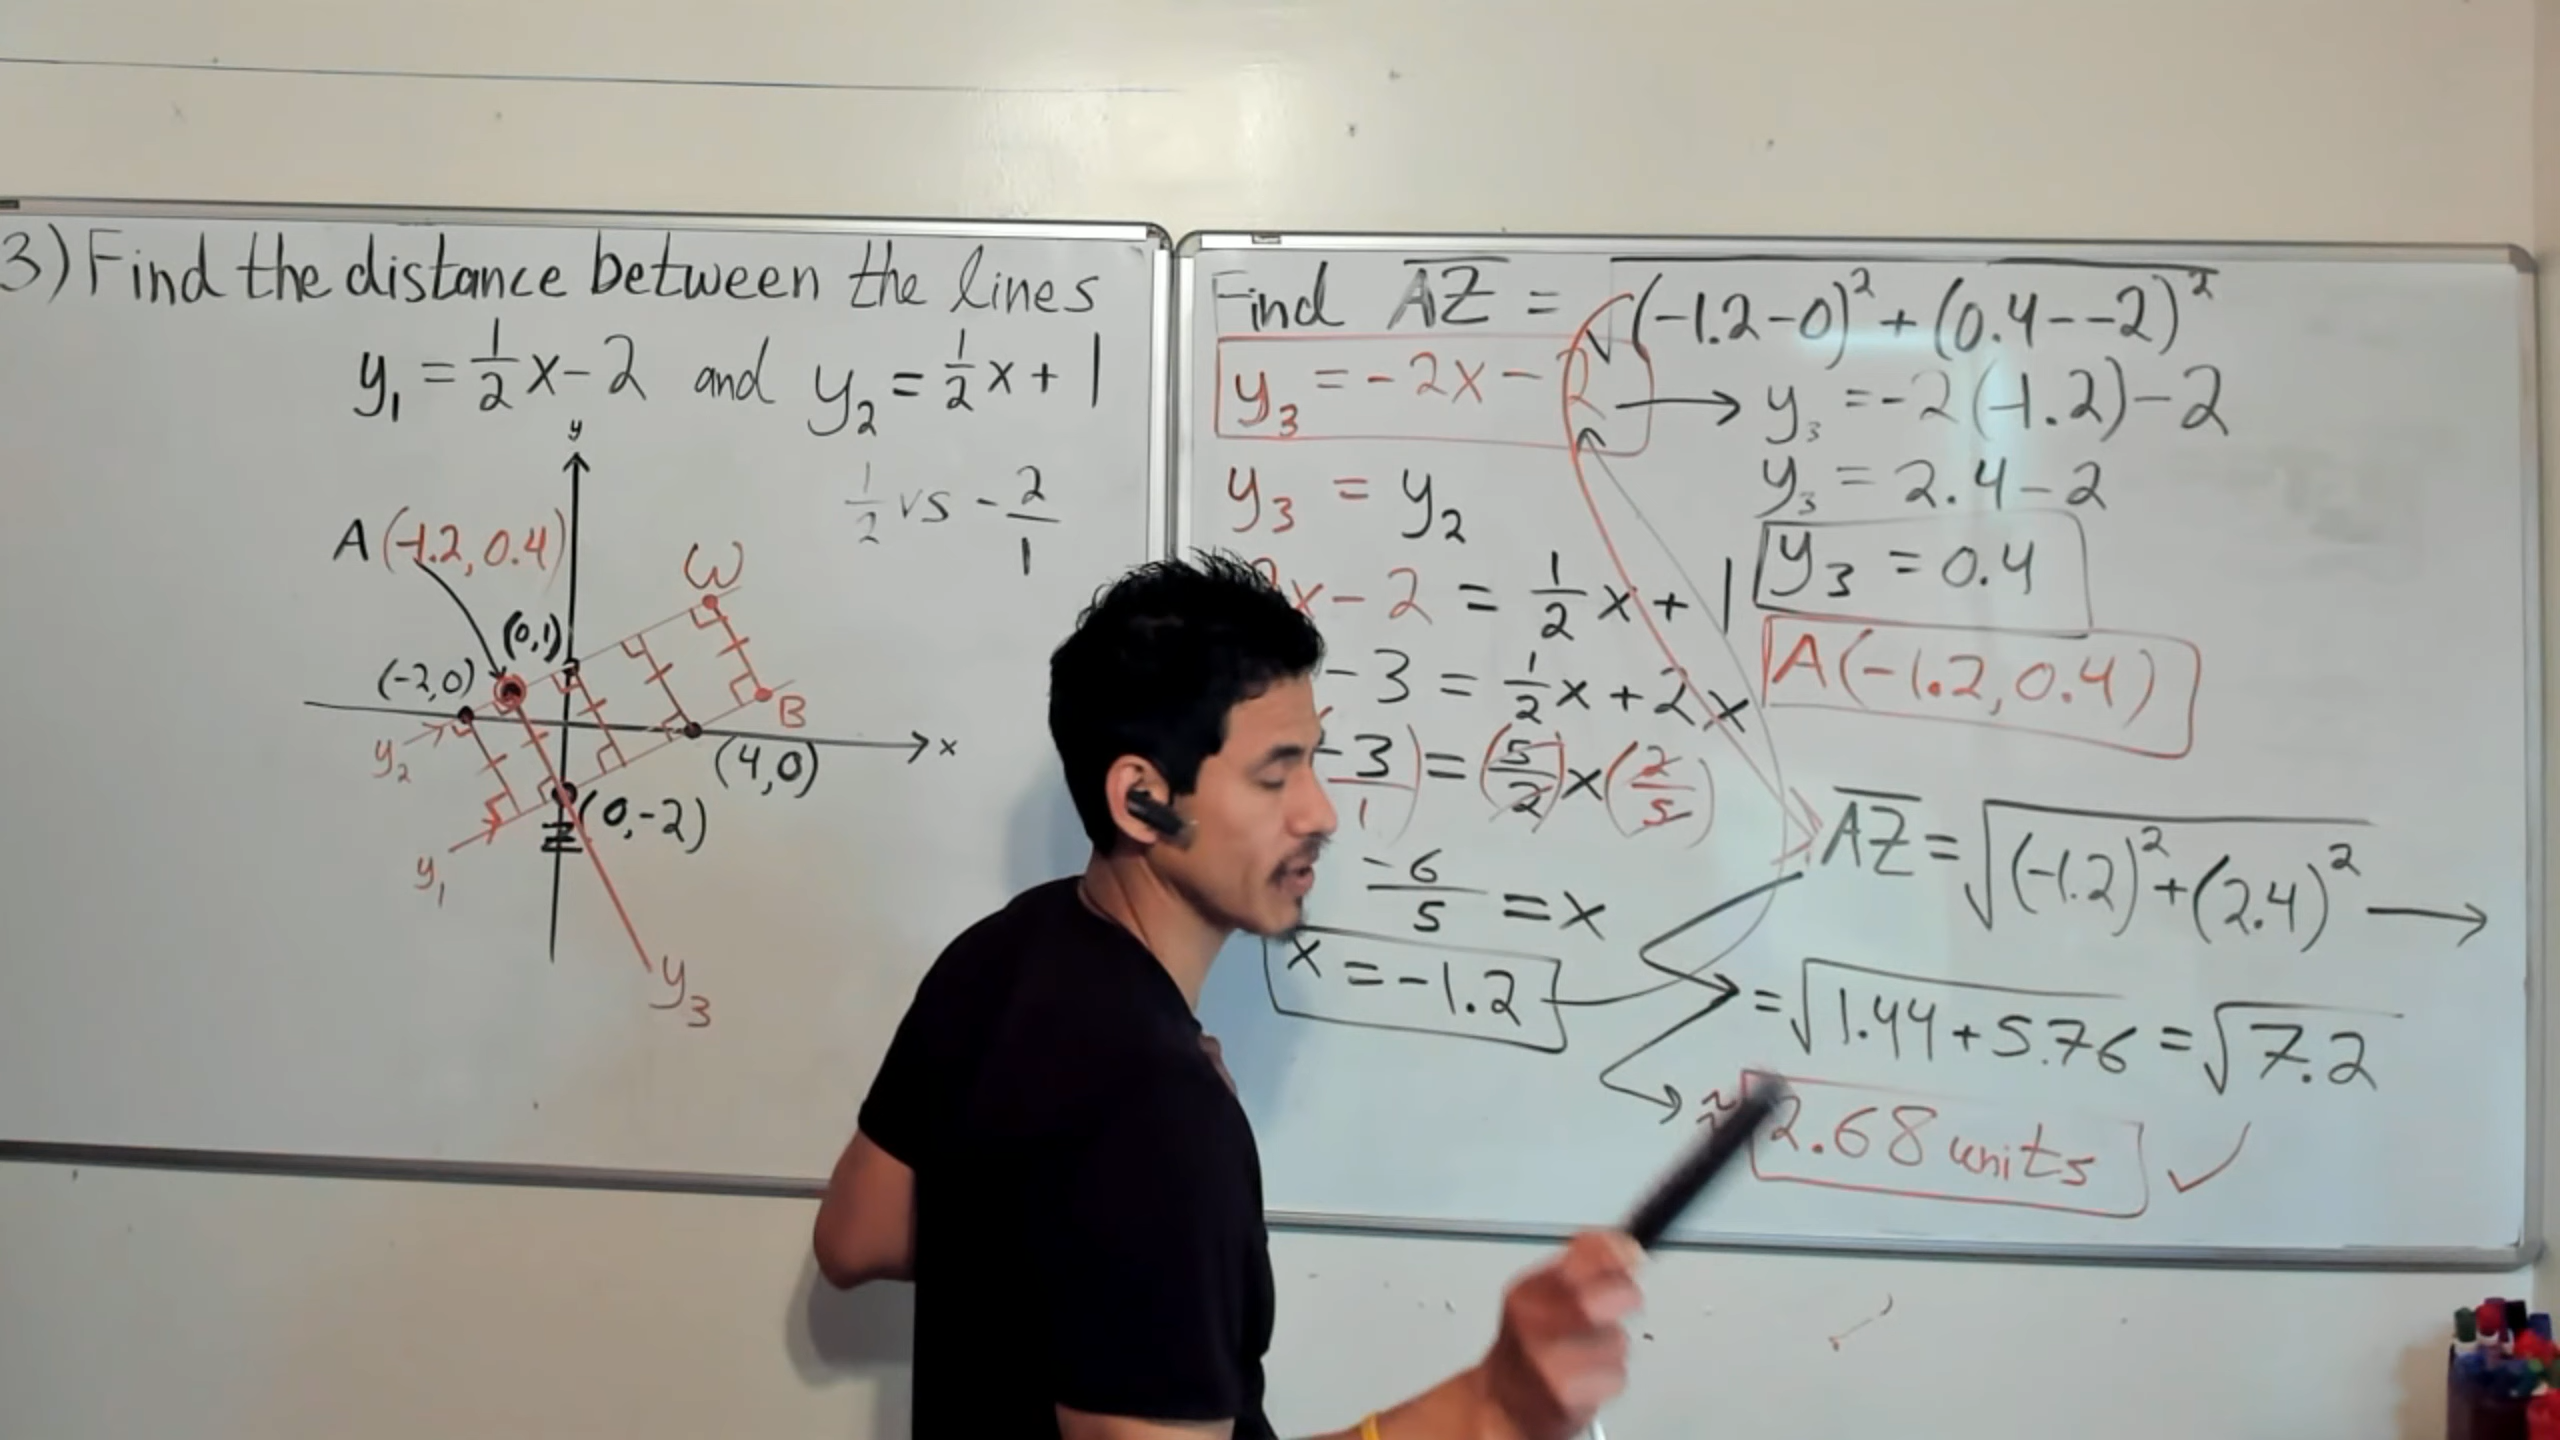 3) Find the distance between the lines
y₁ = 1/2 x - 2 and y₂ = 1/2 x + 1
1/2 vs - 2/1
y
A (-1.2, 0.4)
W
(0,1)
(-2,0)
B
y₂
x
(4,0)
(0,-2)
Z
y₁
y₃
Find AZ = √(-1.2-0)² + (0.4--2)²
y₃ = -2x - 2 → y₃ = -2(-1.2) - 2
y₃ = y₂
y₃ = 2.4 - 2
y₃ = 0.4
x - 2 = 1/2 x + 1
A(-1.2, 0.4)
-3 = 1/2 x + 2x
-3/1) = (5/2) x (2/5)
AZ = √(-1.2)² + (2.4)² →
-6/5 = x
x = -1.2
= √1.44 + 5.76 = √7.2
≈ 2.68 units ✓